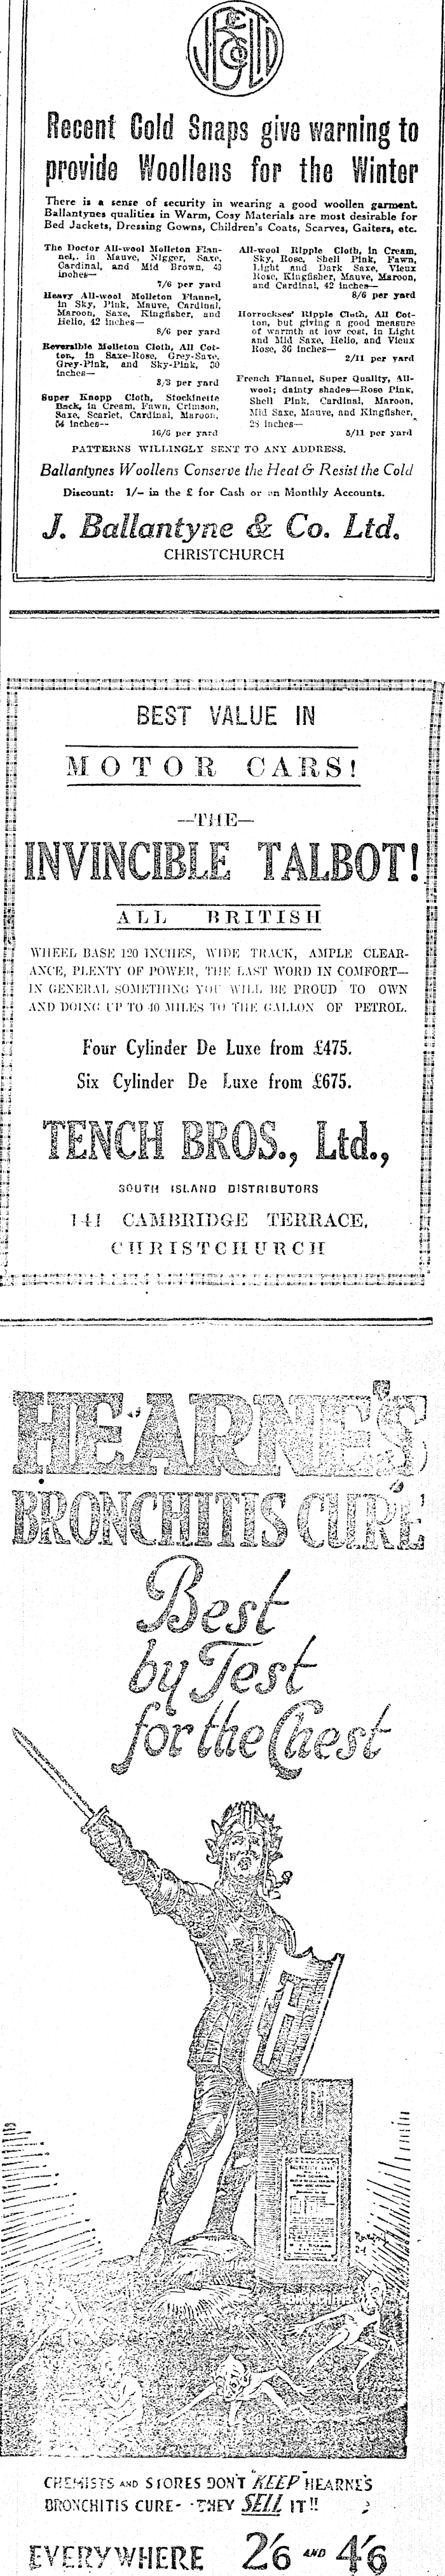 JB&Co LTD
Recent Cold Snaps give warning to
provide Woollens for the Winter
There is a sense of security in wearing a good woollen garment.
Ballantynes qualities in Warm, Cosy Materials are most desirable for
Bed Jackets, Dressing Gowns, Children's Coats, Scarves, Gaiters, etc.
The Doctor All-wool Molleton Flan-
nel, in Mauve, Nigger, Saxe,
Cardinal, and Mid Brown, 40
inches—
7/6 per yard
Heavy All-wool Molleton Flannel,
in Sky, Pink, Mauve, Cardinal,
Maroon, Saxe, Kingfisher, and
Helio, 42 inches—
8/6 per yard
Reversible Molleton Cloth, All Cot-
ton, in Saxe-Rose, Grey-Saxe,
Grey-Pink, and Sky-Pink, 30
inches—
3/3 per yard
Super Knopp Cloth, Stockinette
Back, in Cream, Fawn, Crimson,
Saxe, Scarlet, Cardinal, Maroon,
54 inches—
16/6 per yard
All-wool Ripple Cloth, in Cream,
Sky, Rose, Shell Pink, Fawn,
Light and Dark Saxe, Vieux
Rose, Kingfisher, Mauve, Maroon,
and Cardinal, 42 inches—
8/6 per yard
Horrockses' Ripple Cloth, All Cot-
ton, but giving a good measure
of warmth at low cost, in Light
and Mid Saxe, Helio, and Vieux
Rose, 36 inches—
2/11 per yard
French Flannel, Super Quality, All-
wool; dainty shades—Rose Pink,
Shell Pink, Cardinal, Maroon,
Mid Saxe, Mauve, and Kingfisher,
28 inches—
5/11 per yard
PATTERNS WILLINGLY SENT TO ANY ADDRESS.
Ballantynes Woollens Conserve the Heat & Resist the Cold
Discount: 1/- in the £ for Cash or on Monthly Accounts.
J. Ballantyne & Co. Ltd.
CHRISTCHURCH
BEST VALUE IN
MOTOR CARS!
—THE—
INVINCIBLE TALBOT!
ALL BRITISH
WHEEL BASE 120 INCHES, WIDE TRACK, AMPLE CLEAR-
ANCE, PLENTY OF POWER, THE LAST WORD IN COMFORT—
IN GENERAL SOMETHING YOU WILL BE PROUD TO OWN
AND DOING UP TO 40 MILES TO THE GALLON OF PETROL.
Four Cylinder De Luxe from £475.
Six Cylinder De Luxe from £675.
TENCH BROS., Ltd.,
SOUTH ISLAND DISTRIBUTORS
141 CAMBRIDGE TERRACE,
CHRISTCHURCH
HEARNE'S
BRONCHITIS CURE
Best
by Test
for the Chest
H
BRONCHITIS
CHEMISTS AND STORES DON'T "KEEP" HEARNE'S
BRONCHITIS CURE--THEY SELL IT!!
EVERYWHERE 2'6 AND 4'6